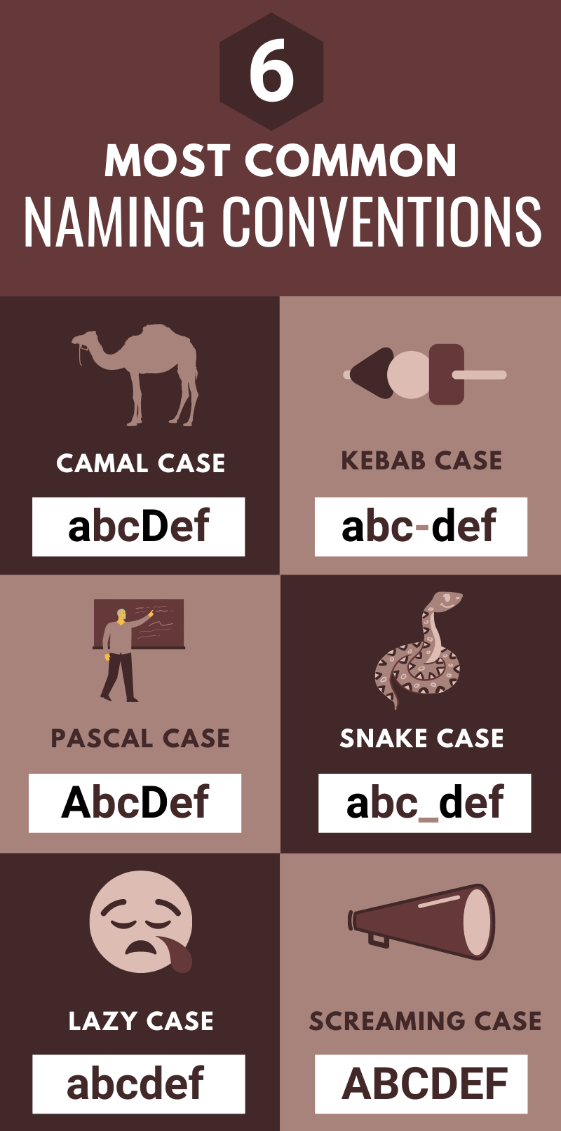 6
MOST COMMON
NAMING CONVENTIONS
CAMAL CASE
abcDef
KEBAB CASE
abc-def
PASCAL CASE
AbcDef
SNAKE CASE
abc_def
LAZY CASE
abcdef
SCREAMING CASE
ABCDEF